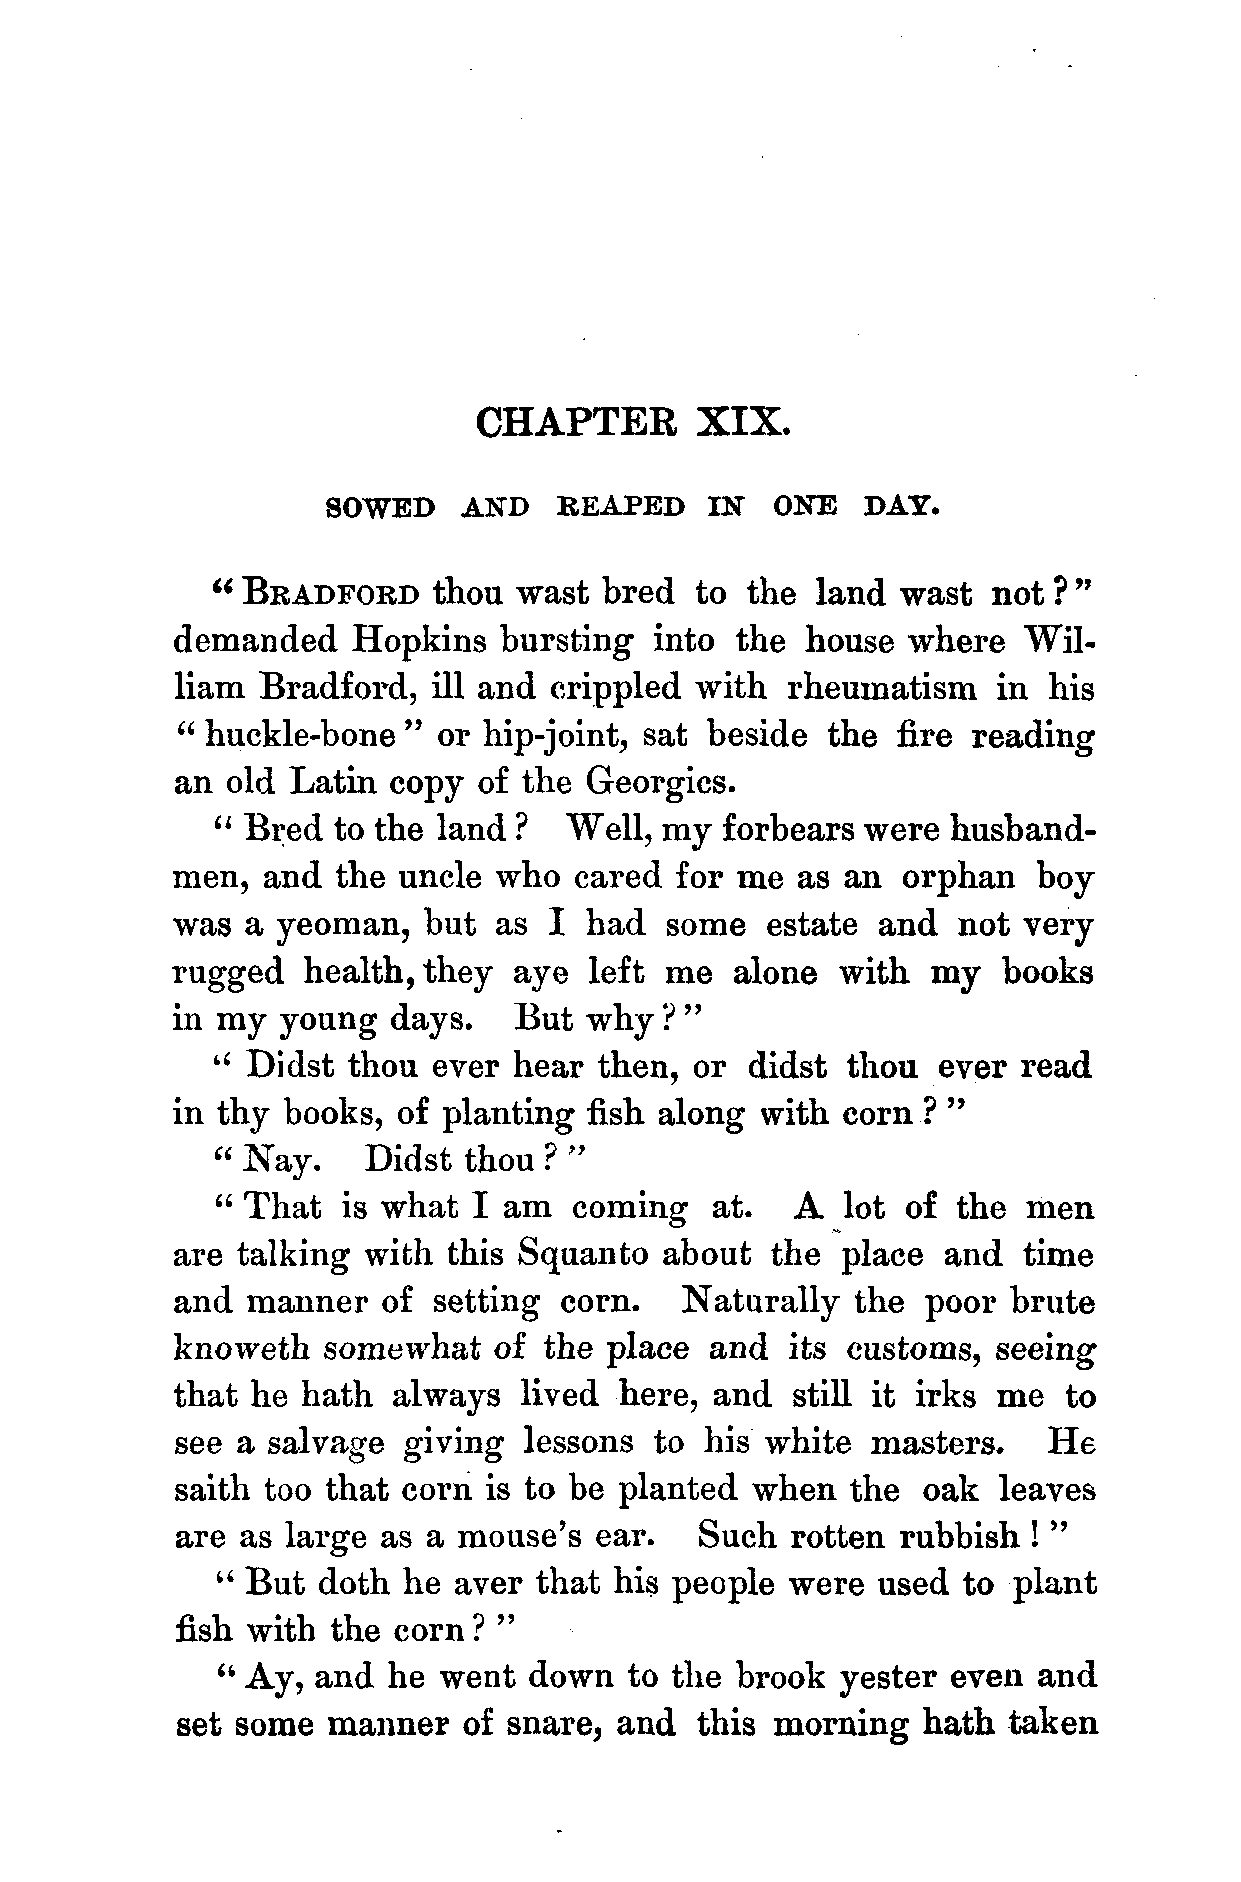 CHAPTER XIX.
SOWED AND REAPED IN ONE DAY.
“BRADFORD thou wast bred to the land wast not?”
demanded Hopkins bursting into the house where Wil-
liam Bradford, ill and crippled with rheumatism in his
“huckle-bone” or hip-joint, sat beside the fire reading
an old Latin copy of the Georgics.
“Bred to the land? Well, my forbears were husband-
men, and the uncle who cared for me as an orphan boy
was a yeoman, but as I had some estate and not very
rugged health, they aye left me alone with my books
in my young days. But why?”
“Didst thou ever hear then, or didst thou ever read
in thy books, of planting fish along with corn?”
“Nay. Didst thou?”
“That is what I am coming at. A lot of the men
are talking with this Squanto about the place and time
and manner of setting corn. Naturally the poor brute
knoweth somewhat of the place and its customs, seeing
that he hath always lived here, and still it irks me to
see a salvage giving lessons to his white masters. He
saith too that corn is to be planted when the oak leaves
are as large as a mouse’s ear. Such rotten rubbish!”
“But doth he aver that his people were used to plant
fish with the corn?”
“Ay, and he went down to the brook yester even and
set some manner of snare, and this morning hath taken